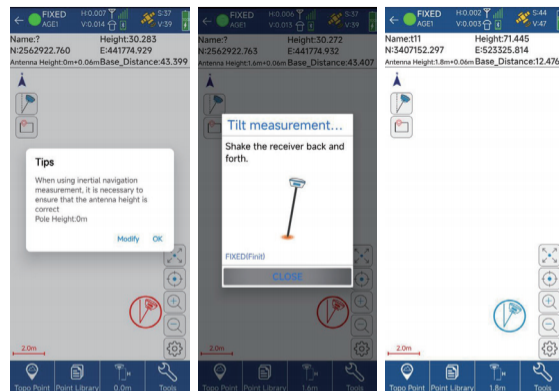 FIXED
AGE1
H:0.007
V:0.014
S:37
V:39
Name:?
Height:30.283
N:2562922.760
E:441774.929
Antenna Height:0m+0.06m
Base_Distance:43.399
Tips
When using inertial navigation
measurement, it is necessary to
ensure that the antenna height is
correct
Pole Height:0m
Modify
OK
2.0m
Topo Point
Point Library
0.0m
Tools
FIXED
AGE1
H:0.006
V:0.013
S:37
V:39
Name:?
Height:30.272
N:2562922.763
E:441774.932
Antenna Height:1.6m+0.06m
Base_Distance:43.407
Tilt measurement...
Shake the receiver back and
forth.
FIXED(Finit)
CLOSE
2.0m
Topo Point
Point Library
1.6m
Tools
FIXED
AGE1
H:0.002
V:0.003
S:44
V:47
Name:t11
Height:71.445
N:3407152.297
E:523325.814
Antenna Height:1.8m+0.06m
Base_Distance:12.476
2.0m
Topo Point
Point Library
1.8m
Tools